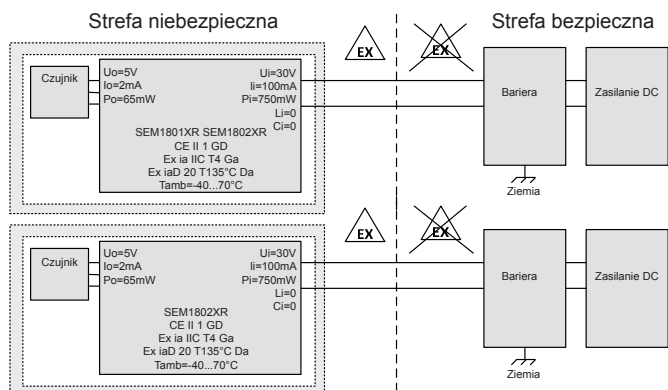 Strefa niebezpieczna
Strefa bezpieczna
EX
EX
Czujnik
Uo=5V
Io=2mA
Po=65mW
Ui=30V
Ii=100mA
Pi=750mW
Li=0
Ci=0
SEM1801XR SEM1802XR
CE II 1 GD
Ex ia IIC T4 Ga
Ex iaD 20 T135°C Da
Tamb=-40...70°C
Bariera
Zasilanie DC
Ziemia
EX
EX
Czujnik
Uo=5V
Io=2mA
Po=65mW
Ui=30V
Ii=100mA
Pi=750mW
Li=0
Ci=0
SEM1802XR
CE II 1 GD
Ex ia IIC T4 Ga
Ex iaD 20 T135°C Da
Tamb=-40...70°C
Bariera
Zasilanie DC
Ziemia